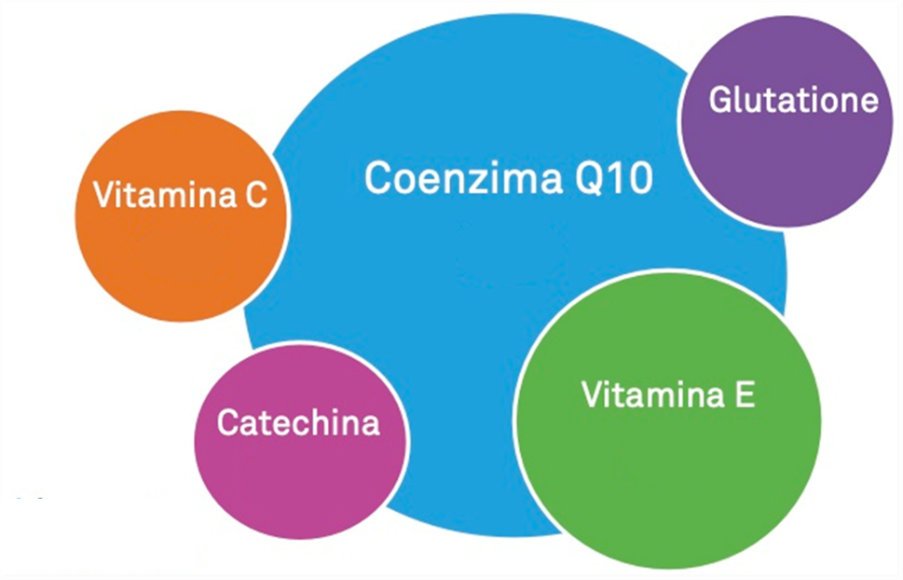 Glutatione
Coenzima Q10
Vitamina C
Vitamina E
Catechina